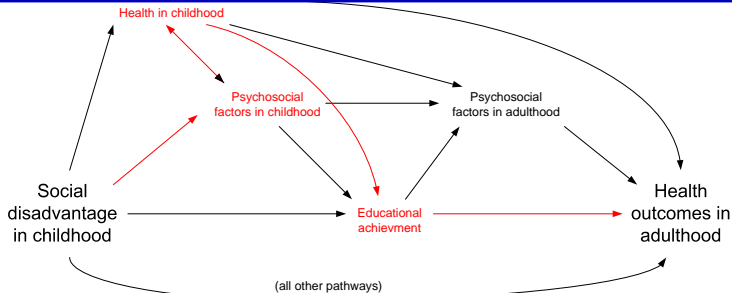 Health in childhood
Psychosocial
factors in childhood
Psychosocial
factors in adulthood
Social
disadvantage
in childhood
Educational
achievment
Health
outcomes in
adulthood
(all other pathways)